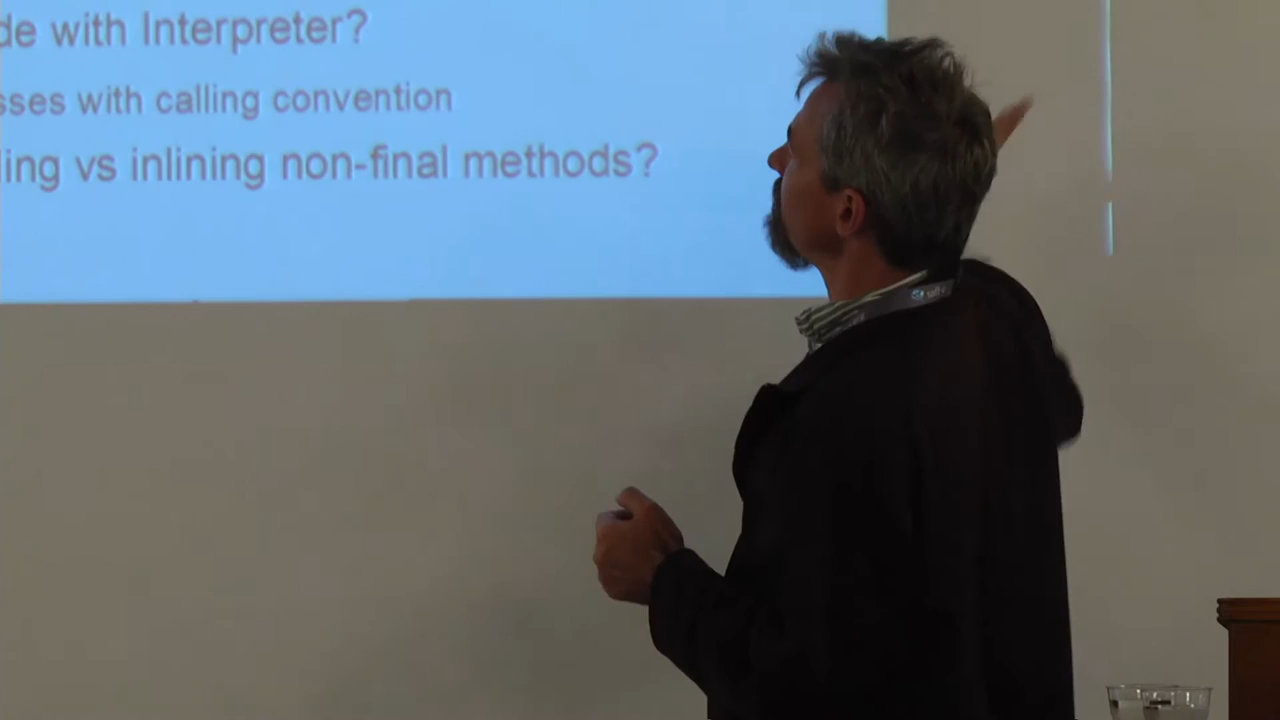 de with Interpreter?
sses with calling convention
ling vs inlining non-final methods?